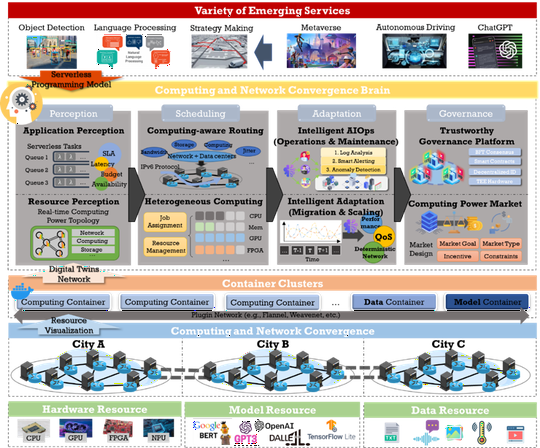 Variety of Emerging Services
Object Detection
Language Processing
Strategy Making
Metaverse
Autonomous Driving
ChatGPT
Serverless
Programming Model
Computing and Network Convergence Brain
Perception
Scheduling
Adaptation
Governance
Application Perception
Serverless Tasks
Queue 1
Queue 2
Queue 3
SLA
Latency
Budget
Availability
Resource Perception
Real-time Computing
Power Topology
Network
Computing
Storage
...
Computing-aware Routing
Storage
Computing
Bandwidth
Jitter
Network + Data centers
IPv6 Protocol
...
Heterogeneous Computing
Job
Assignment
Resource
Management
CPU
Mem
GPU
FPGA
Intelligent AIOps
(Operations & Maintenance)
1. Log Analysis
2. Smart Alerting
3. Anomaly Detection
Intelligent Adaptation
(Migration & Scaling)
T-1
T
T+1
Time
Perfor-
mance
QoS
Deterministic
Network
Trustworthy
Governance Platform
NFT Commerce
Smart Contracts
Decentralized ID
TEE Hardware
Computing Power Market
Market
Design
Market Goal
Market Type
Incentive
Constraints
Digital Twins
Network
Container Clusters
Computing Container
Computing Container
Computing Container
...
Data Container
Model Container
Plugin Network (e.g., Flannel, Weavenet, etc.)
Resource
Visualization
Computing and Network Convergence
City A
City B
City C
Hardware Resource
CPU
GPU
FPGA
NPU
Model Resource
Google
BERT
OpenAI
GPT3
DALL·E
TensorFlow Lite
Data Resource
TXT